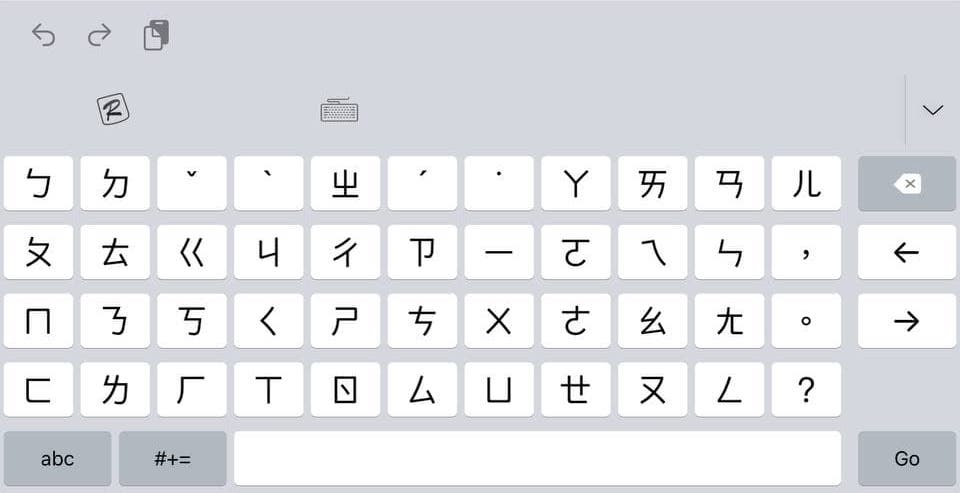 ㄅ ㄉ ˇ ˋ ㄓ ˊ ˙ ㄚ ㄞ ㄢ ㄦ
ㄆ ㄊ ㄍ ㄐ ㄔ ㄗ ㄧ ㄛ ㄟ ㄣ ，
ㄇ ㄋ ㄎ ㄑ ㄕ ㄘ ㄨ ㄜ ㄠ ㄤ 。
ㄈ ㄌ ㄏ ㄒ ㄖ ㄙ ㄩ ㄝ ㄡ ㄥ ?
abc #+= Go